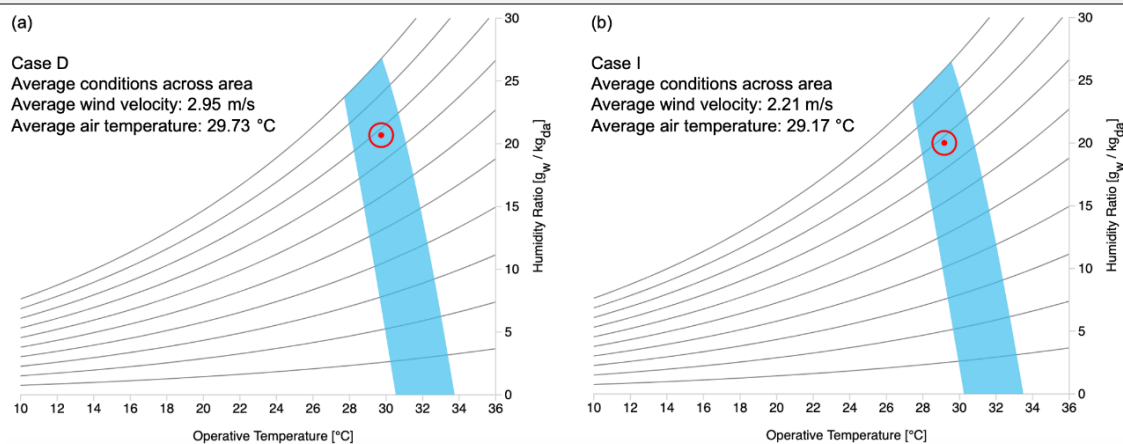 (a)
Case D
Average conditions across area
Average wind velocity: 2.95 m/s
Average air temperature: 29.73 °C
30
25
20
15
10
5
0
Humidity Ratio [g_w / kg_da]
10 12 14 16 18 20 22 24 26 28 30 32 34 36
Operative Temperature [°C]
(b)
Case I
Average conditions across area
Average wind velocity: 2.21 m/s
Average air temperature: 29.17 °C
30
25
20
15
10
5
0
Humidity Ratio [g_w / kg_da]
10 12 14 16 18 20 22 24 26 28 30 32 34 36
Operative Temperature [°C]